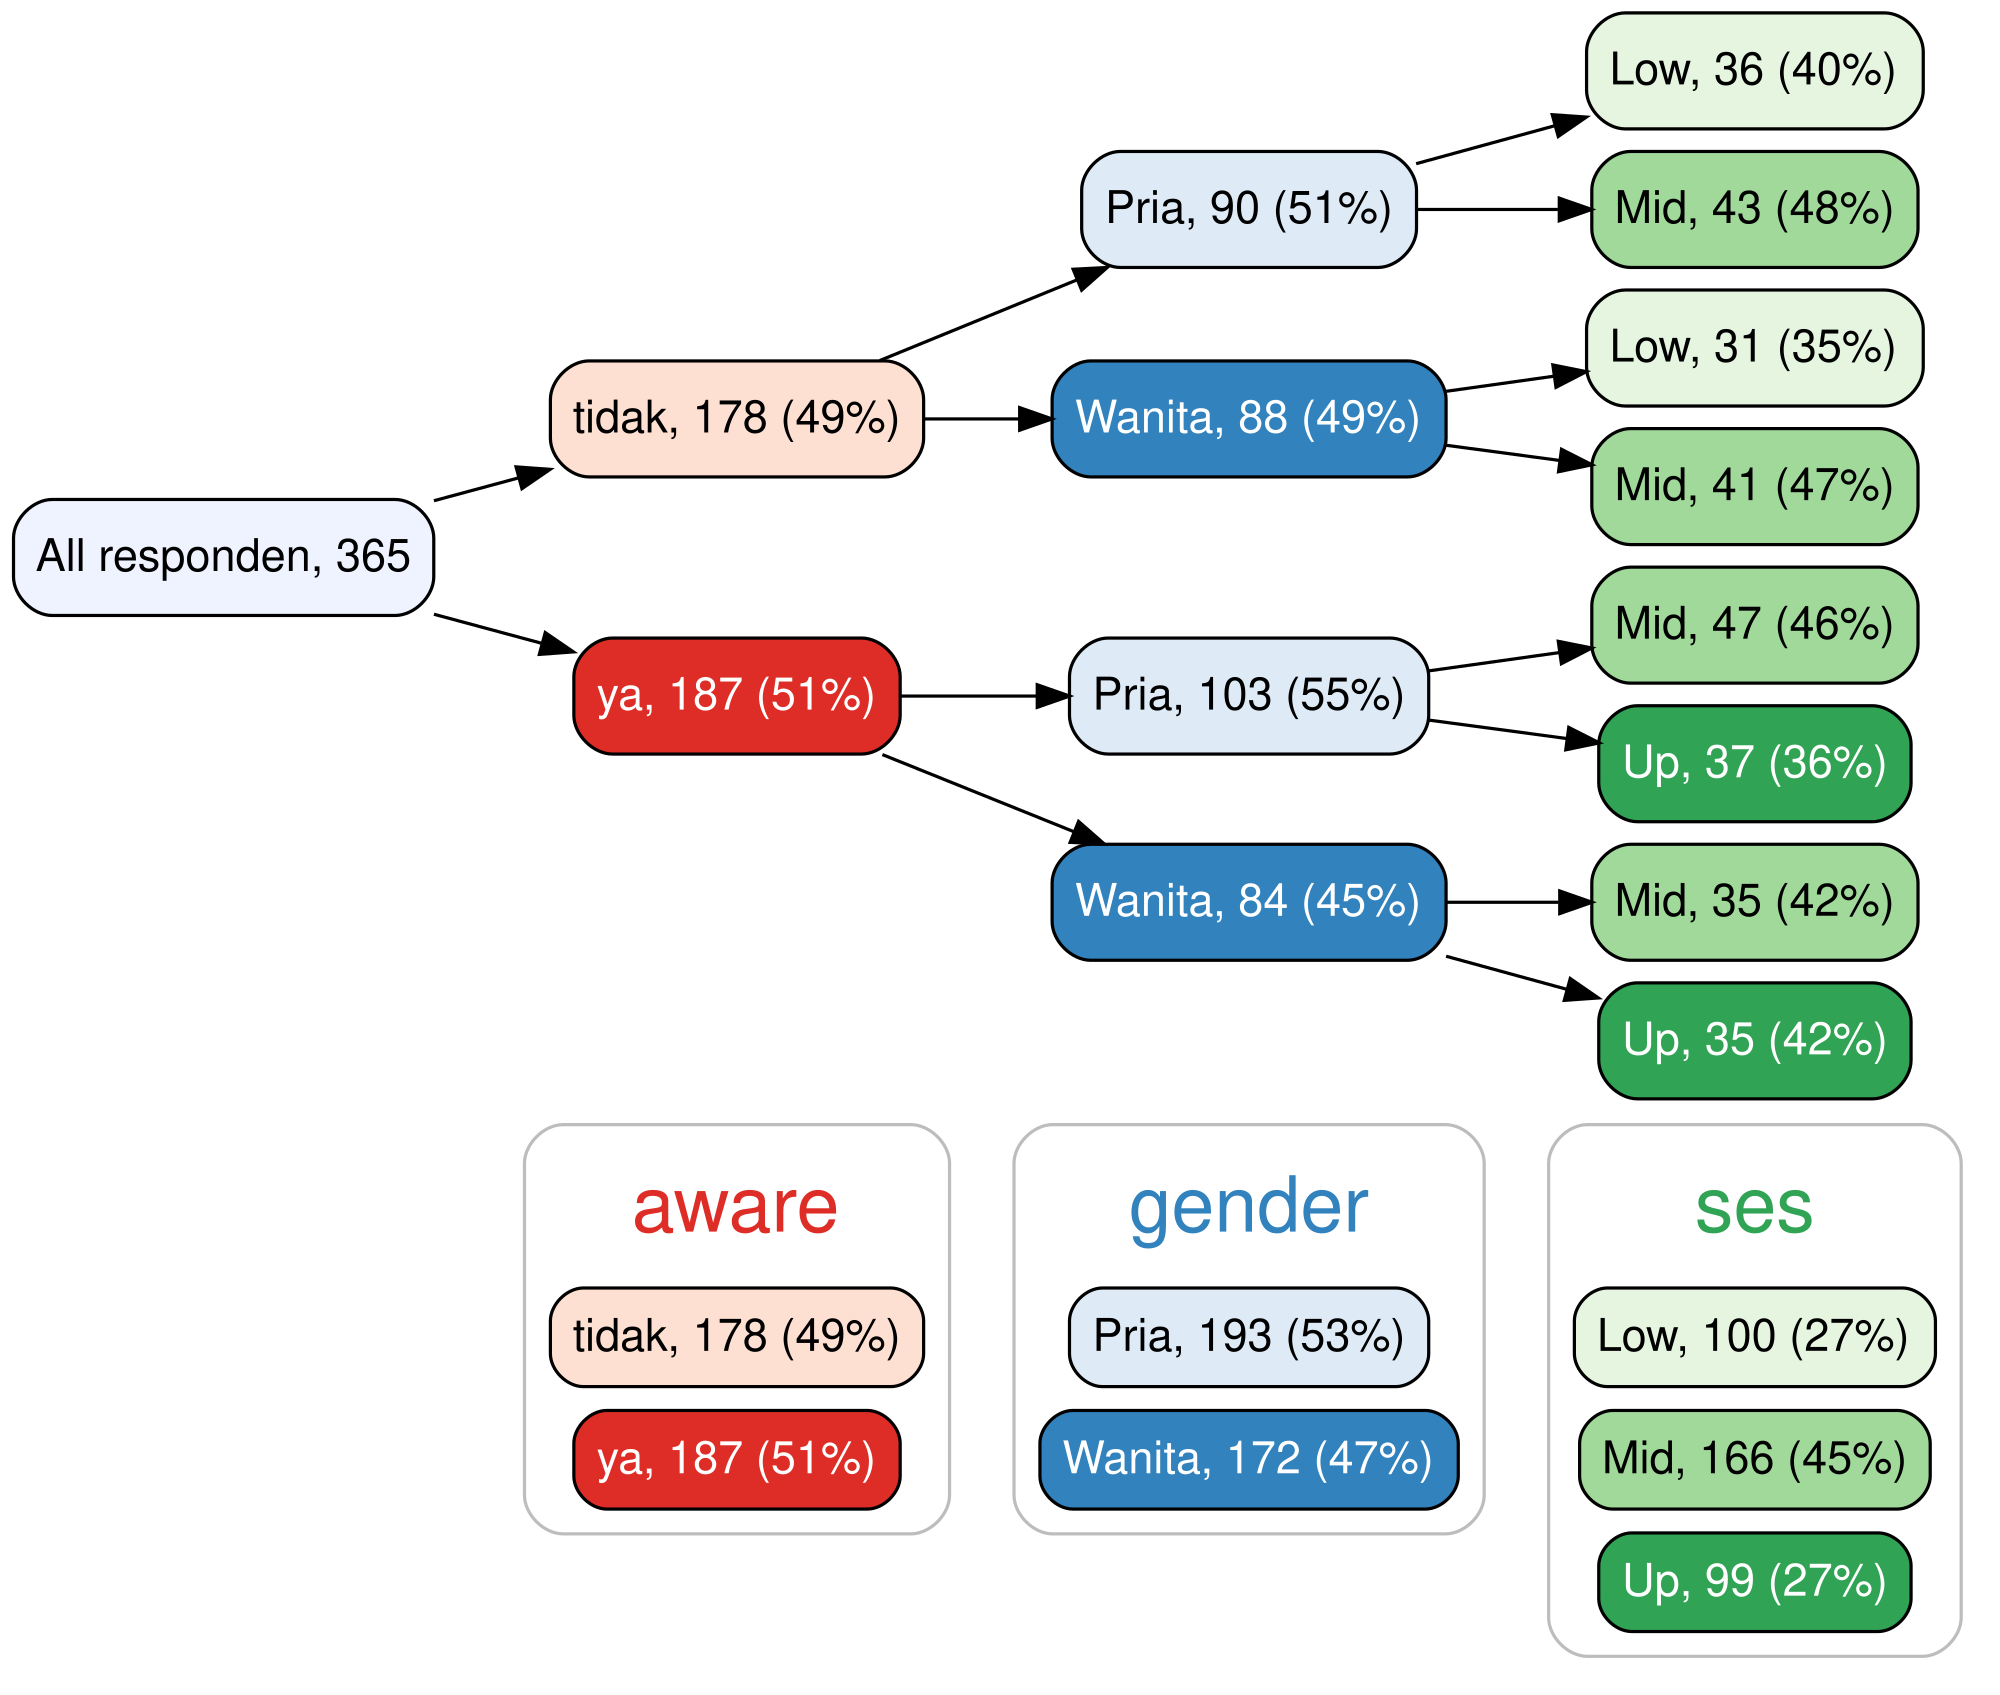 All responden, 365
tidak, 178 (49%)
ya, 187 (51%)
Pria, 90 (51%)
Wanita, 88 (49%)
Pria, 103 (55%)
Wanita, 84 (45%)
Low, 36 (40%)
Mid, 43 (48%)
Low, 31 (35%)
Mid, 41 (47%)
Mid, 47 (46%)
Up, 37 (36%)
Mid, 35 (42%)
Up, 35 (42%)
aware
tidak, 178 (49%)
ya, 187 (51%)
gender
Pria, 193 (53%)
Wanita, 172 (47%)
ses
Low, 100 (27%)
Mid, 166 (45%)
Up, 99 (27%)